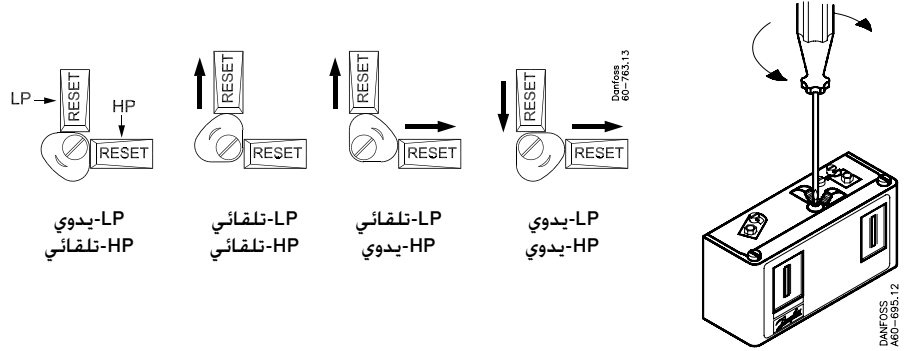 LP
RESET
HP
RESET
RESET
RESET
RESET
RESET
RESET
RESET
Danfoss
60-763.13
LP-يدوي
HP-تلقائي
LP-تلقائي
HP-تلقائي
LP-تلقائي
HP-يدوي
LP-يدوي
HP-يدوي
Danfoss
DANFOSS
A60-695.12